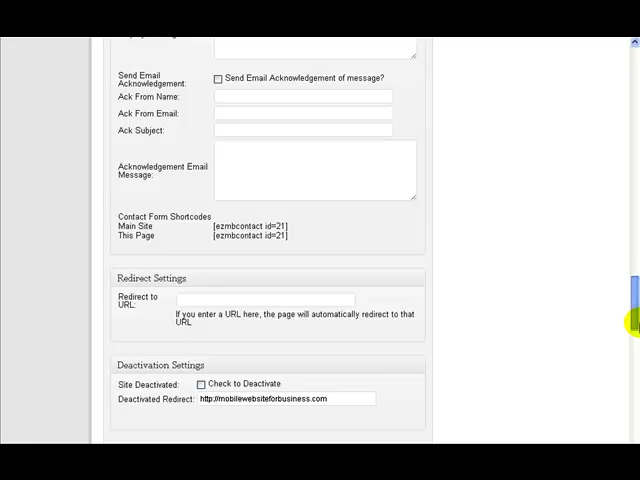 Send Email
Acknowledgement:
Send Email Acknowledgement of message?
Ack From Name:
Ack From Email:
Ack Subject:
Acknowledgement Email
Message:
Contact Form Shortcodes
Main Site [ezmbcontact id=21]
This Page [ezmbcontact id=21]
Redirect Settings
Redirect to
URL:
If you enter a URL here, the page will automatically redirect to that
URL
Deactivation Settings
Site Deactivated: Check to Deactivate
Deactivated Redirect: http://mobilewebsiteforbusiness.com